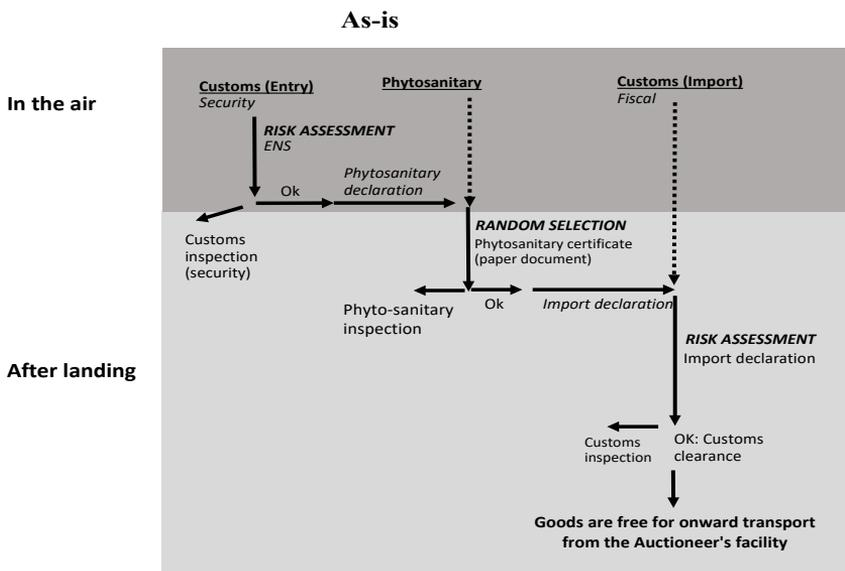 As-is
In the air
Customs (Entry)
Security
Phytosanitary
Customs (Import)
Fiscal
RISK ASSESSMENT
ENS
Ok
Phytosanitary
declaration
Customs
inspection
(security)
RANDOM SELECTION
Phytosanitary certificate
(paper document)
Phyto-sanitary
inspection
Ok
Import declaration
After landing
RISK ASSESSMENT
Import declaration
Customs
inspection
OK: Customs
clearance
Goods are free for onward transport
from the Auctioneer's facility